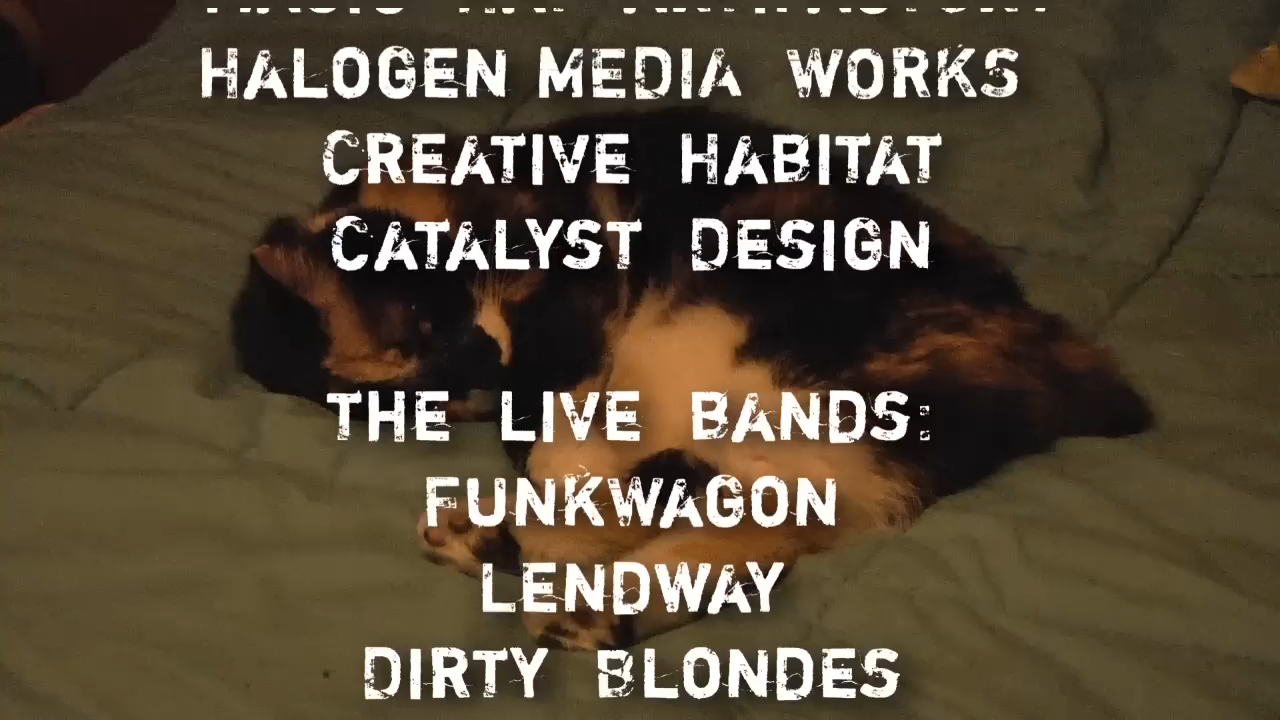 HALOGEN MEDIA WORKS
CREATIVE HABITAT
CATALYST DESIGN
THE LIVE BANDS:
FUNKWAGON
LENDWAY
DIRTY BLONDES